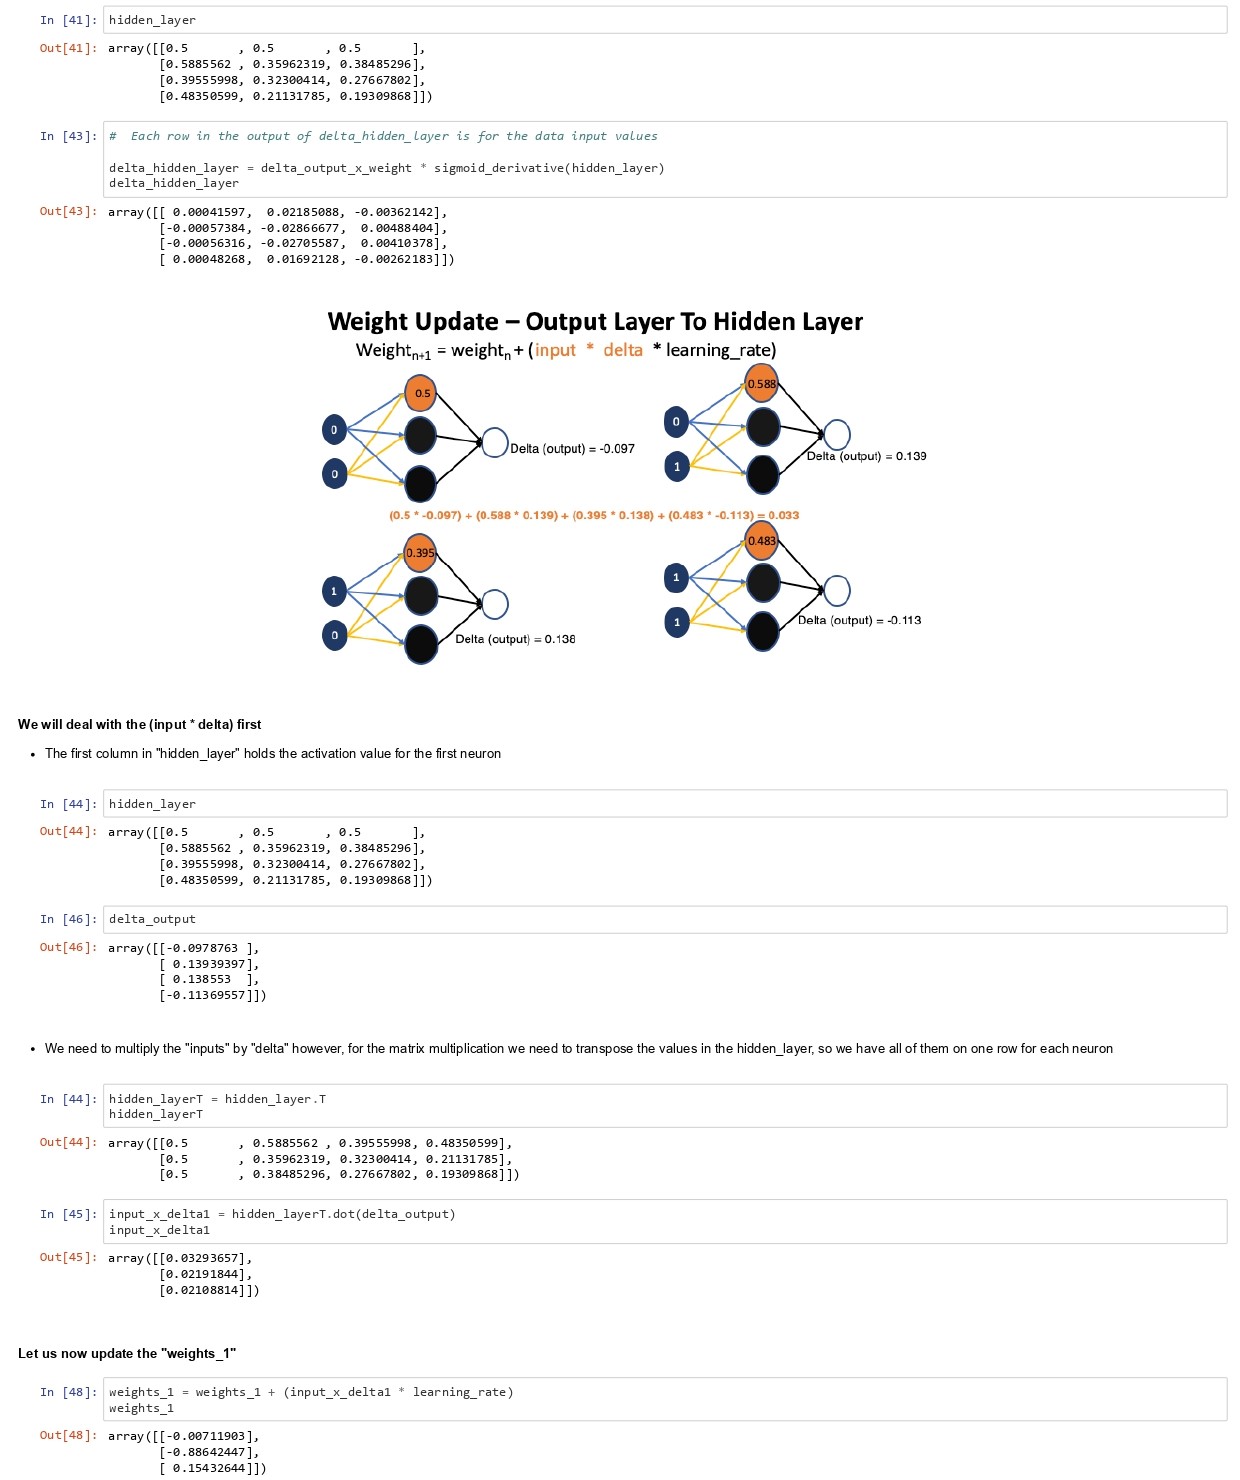 In [41]: hidden_layer
Out[41]: array([[0.5       , 0.5       , 0.5       ],
       [0.5885562 , 0.35962319, 0.38485296],
       [0.39555998, 0.32300414, 0.27667802],
       [0.48350599, 0.21131785, 0.19309868]])
In [43]: #  Each row in the output of delta_hidden_layer is for the data input values
delta_hidden_layer = delta_output_x_weight * sigmoid_derivative(hidden_layer)
delta_hidden_layer
Out[43]: array([[ 0.00041597,  0.02185088, -0.00362142],
       [-0.00057384, -0.02866677,  0.00488404],
       [-0.00056316, -0.02705587,  0.00410378],
       [ 0.00048268,  0.01692128, -0.00262183]])
Weight Update – Output Layer To Hidden Layer
Weightn+1 = weightn + (input * delta * learning_rate)
0.5
0
0
Delta (output) = -0.097
0.588
0
1
Delta (output) = 0.139
(0.5 * -0.097) + (0.588 * 0.139) + (0.395 * 0.138) + (0.483 * -0.113) = 0.033
0.395
1
0
Delta (output) = 0.138
0.483
1
1
Delta (output) = -0.113
We will deal with the (input * delta) first
• The first column in "hidden_layer" holds the activation value for the first neuron
In [44]: hidden_layer
Out[44]: array([[0.5       , 0.5       , 0.5       ],
       [0.5885562 , 0.35962319, 0.38485296],
       [0.39555998, 0.32300414, 0.27667802],
       [0.48350599, 0.21131785, 0.19309868]])
In [46]: delta_output
Out[46]: array([[-0.0978763 ],
       [ 0.13939397],
       [ 0.138553  ],
       [-0.11369557]])
• We need to multiply the "inputs" by "delta" however, for the matrix multiplication we need to transpose the values in the hidden_layer, so we have all of them on one row for each neuron
In [44]: hidden_layerT = hidden_layer.T
hidden_layerT
Out[44]: array([[0.5       , 0.5885562 , 0.39555998, 0.48350599],
       [0.5       , 0.35962319, 0.32300414, 0.21131785],
       [0.5       , 0.38485296, 0.27667802, 0.19309868]])
In [45]: input_x_delta1 = hidden_layerT.dot(delta_output)
input_x_delta1
Out[45]: array([[0.03293657],
       [0.02191844],
       [0.02108814]])
Let us now update the "weights_1"
In [48]: weights_1 = weights_1 + (input_x_delta1 * learning_rate)
weights_1
Out[48]: array([[-0.00711903],
       [-0.88642447],
       [ 0.15432644]])